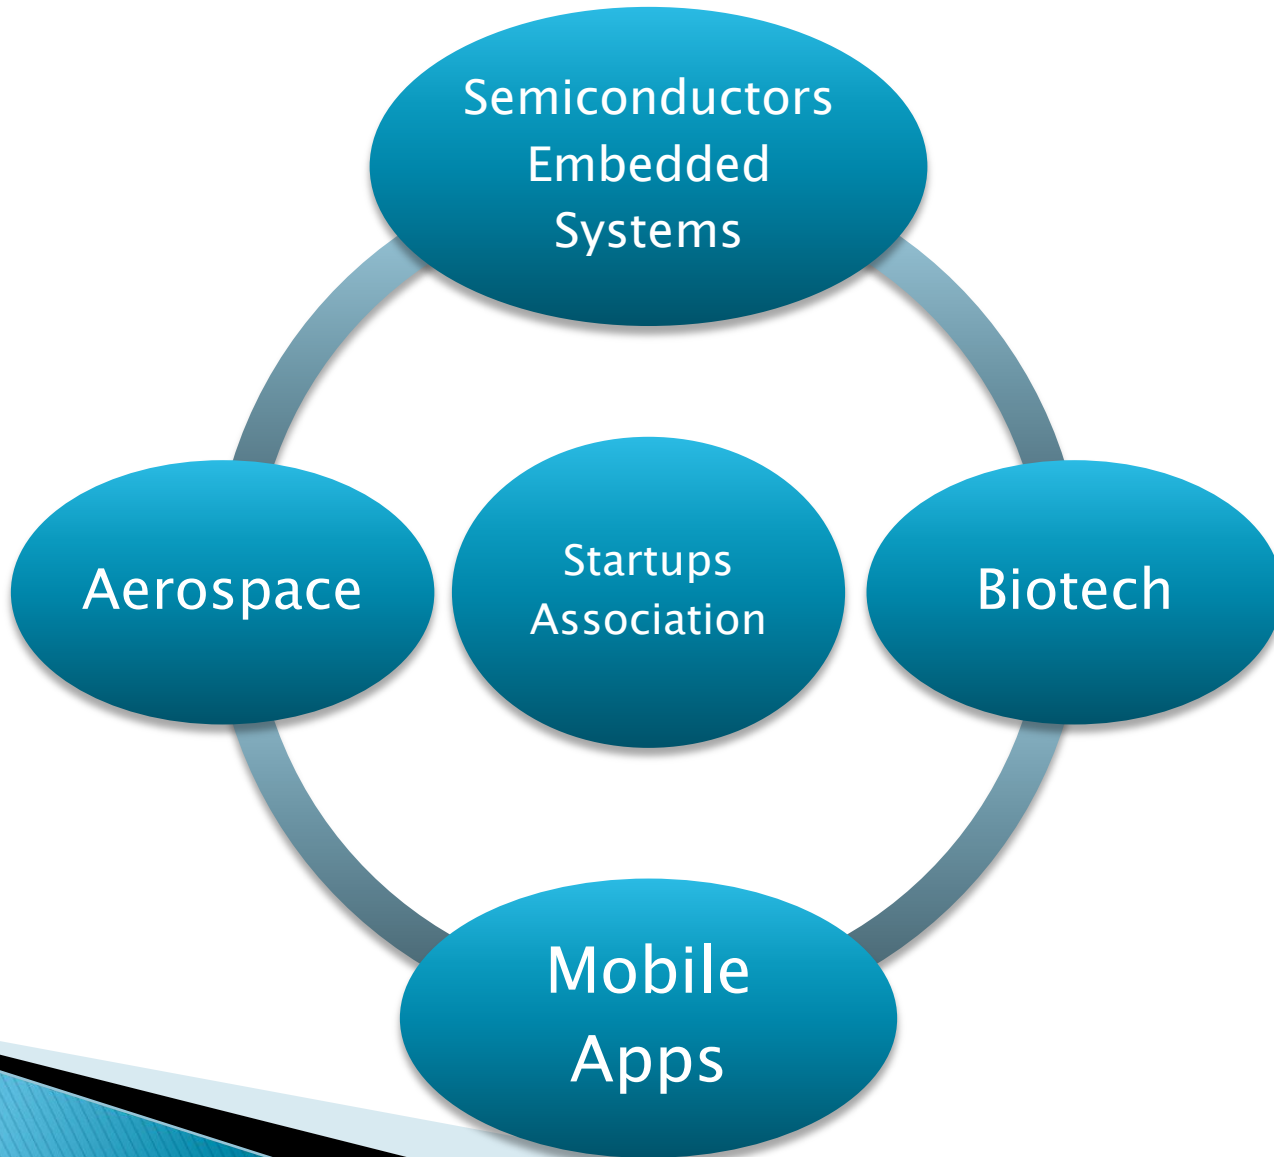 Semiconductors
Embedded
Systems
Aerospace
Startups
Association
Biotech
Mobile
Apps